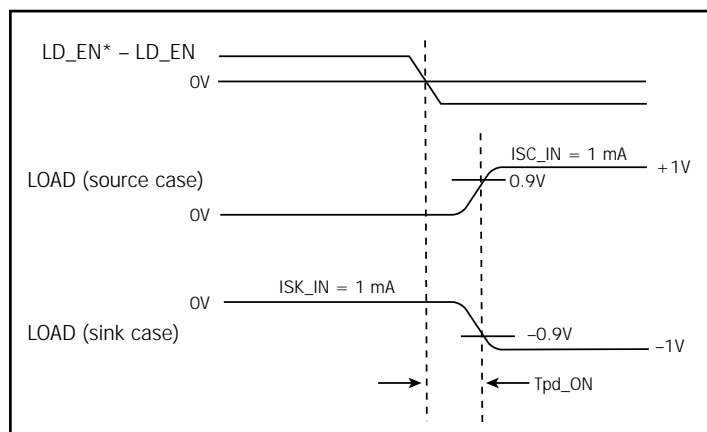 LD_EN* – LD_EN
0V
ISC_IN = 1 mA
+1V
LOAD (source case)
0.9V
0V
ISK_IN = 1 mA
0V
LOAD (sink case)
–0.9V
–1V
Tpd_ON